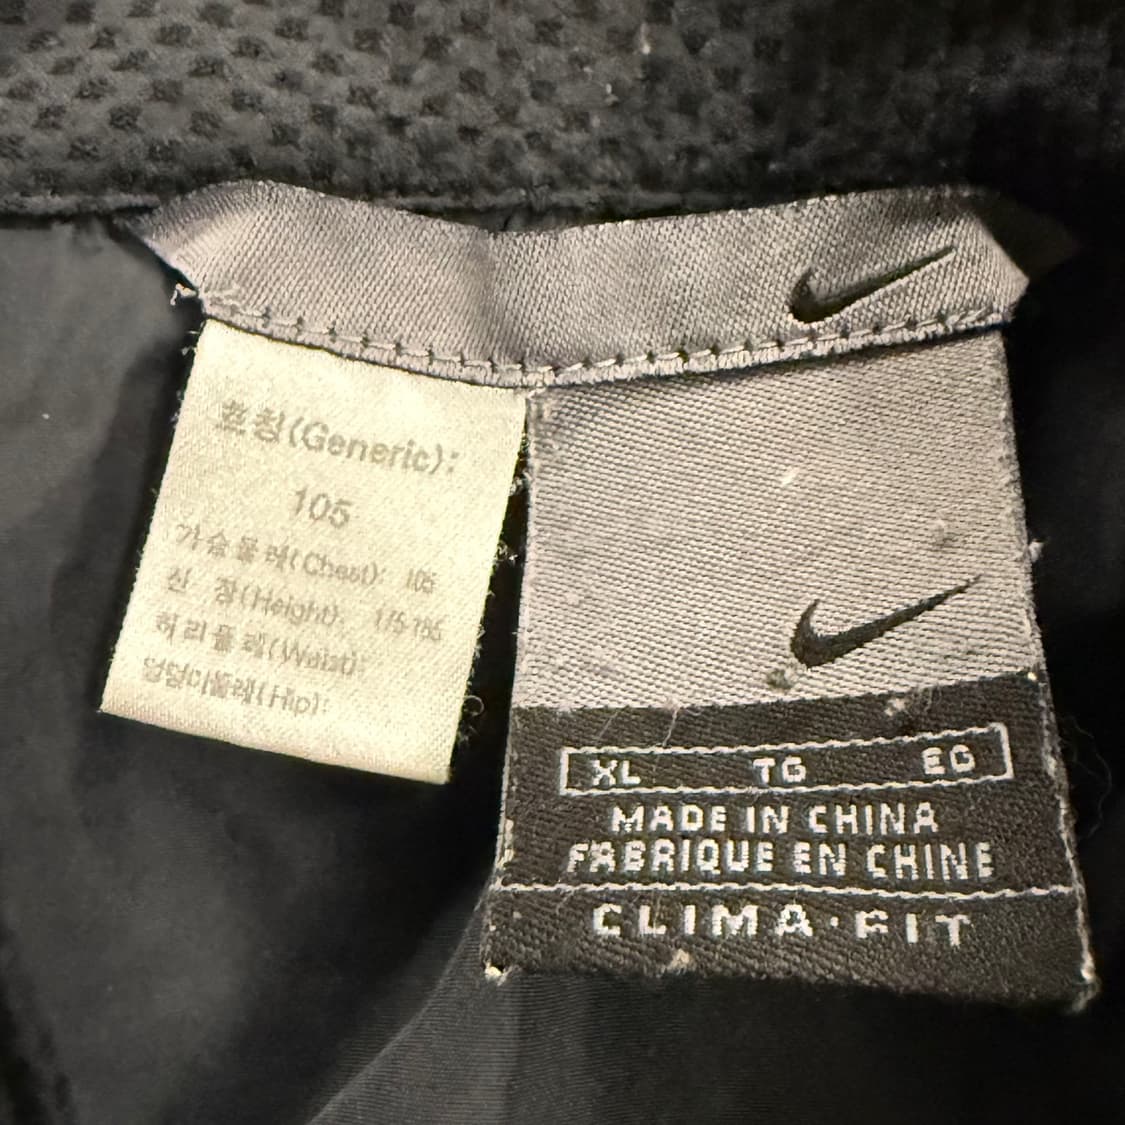 호칭(Generic):
105
가슴둘레(Chest): 105
신 장(Height): 175-185
허리둘레(Waist):
엉덩이둘레(Hip):
XL TG EG
MADE IN CHINA
FABRIQUE EN CHINE
CLIMA·FIT